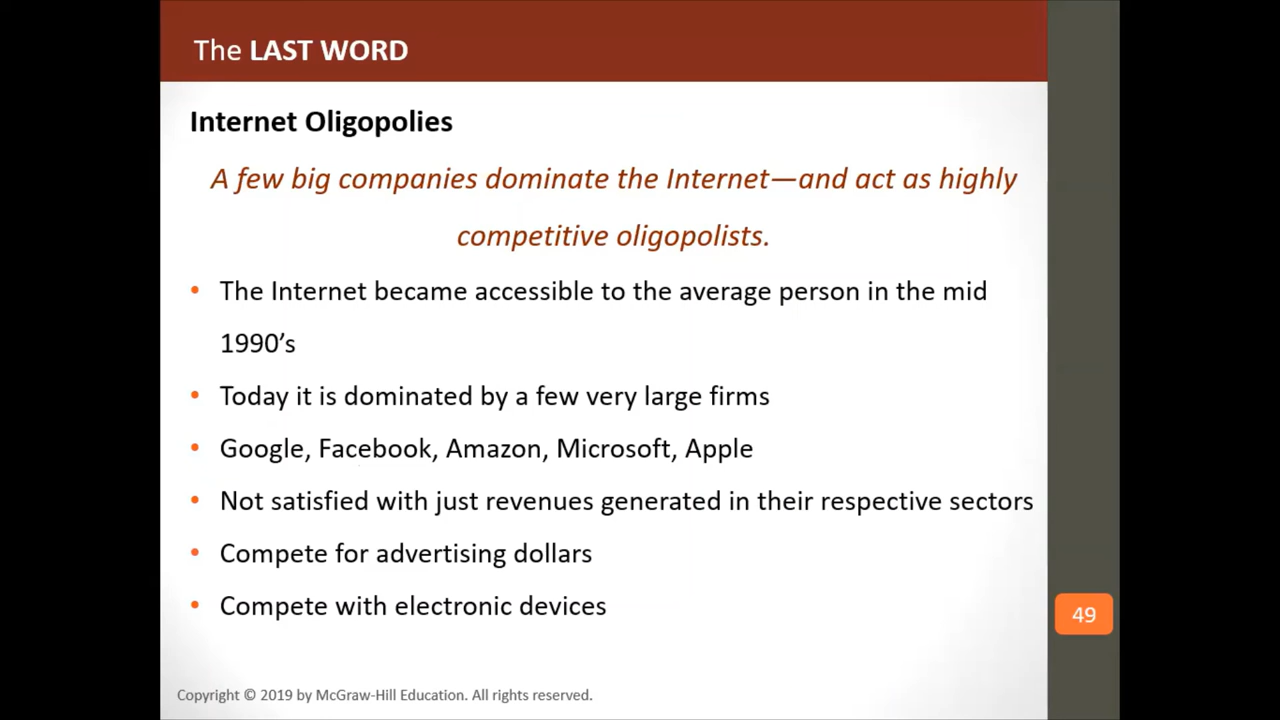 The LAST WORD
Internet Oligopolies
A few big companies dominate the Internet—and act as highly
competitive oligopolists.
• The Internet became accessible to the average person in the mid
1990’s
• Today it is dominated by a few very large firms
• Google, Facebook, Amazon, Microsoft, Apple
• Not satisfied with just revenues generated in their respective sectors
• Compete for advertising dollars
• Compete with electronic devices
49
Copyright © 2019 by McGraw-Hill Education. All rights reserved.